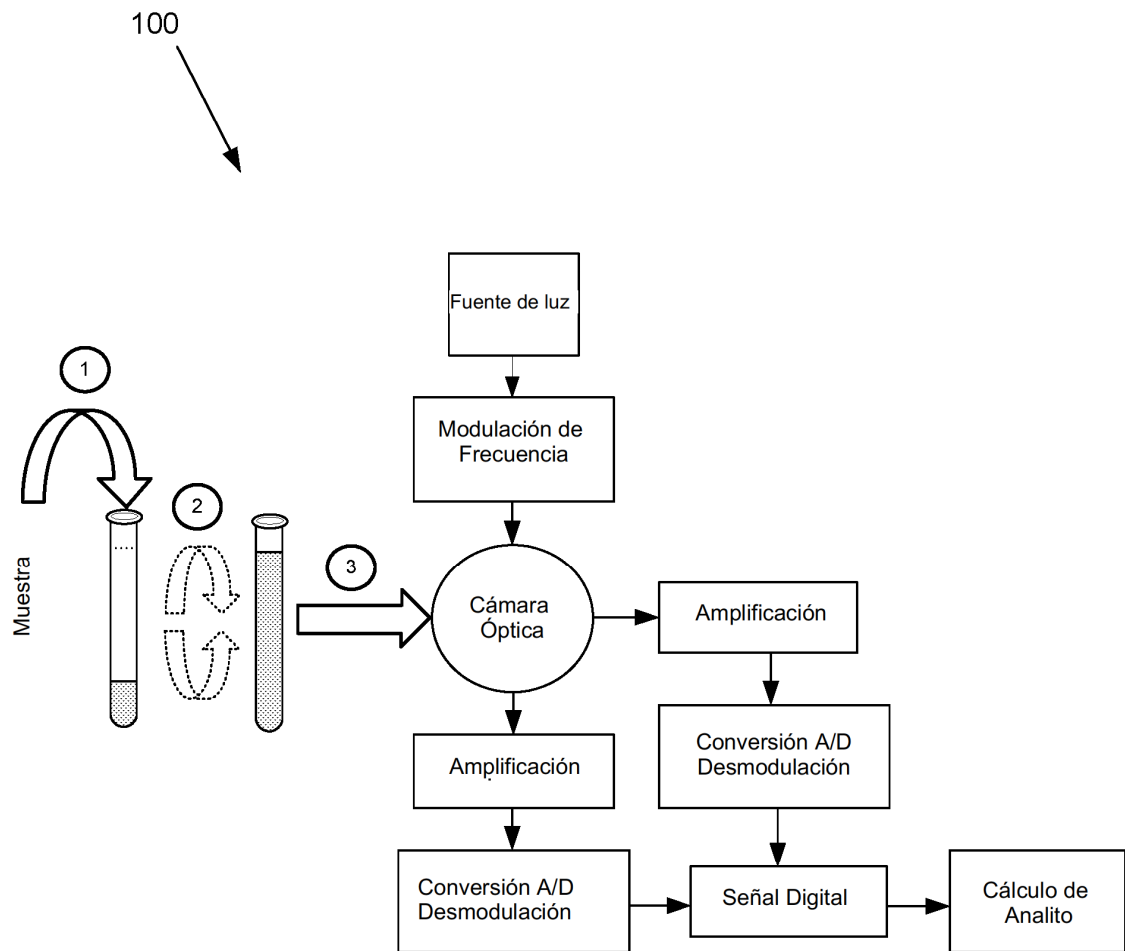 100
Fuente de luz
1
Modulación de
Frecuencia
2
Muestra
3
Cámara
Óptica
Amplificación
Amplificación
Conversión A/D
Desmodulación
Conversión A/D
Desmodulación
Señal Digital
Cálculo de
Analito